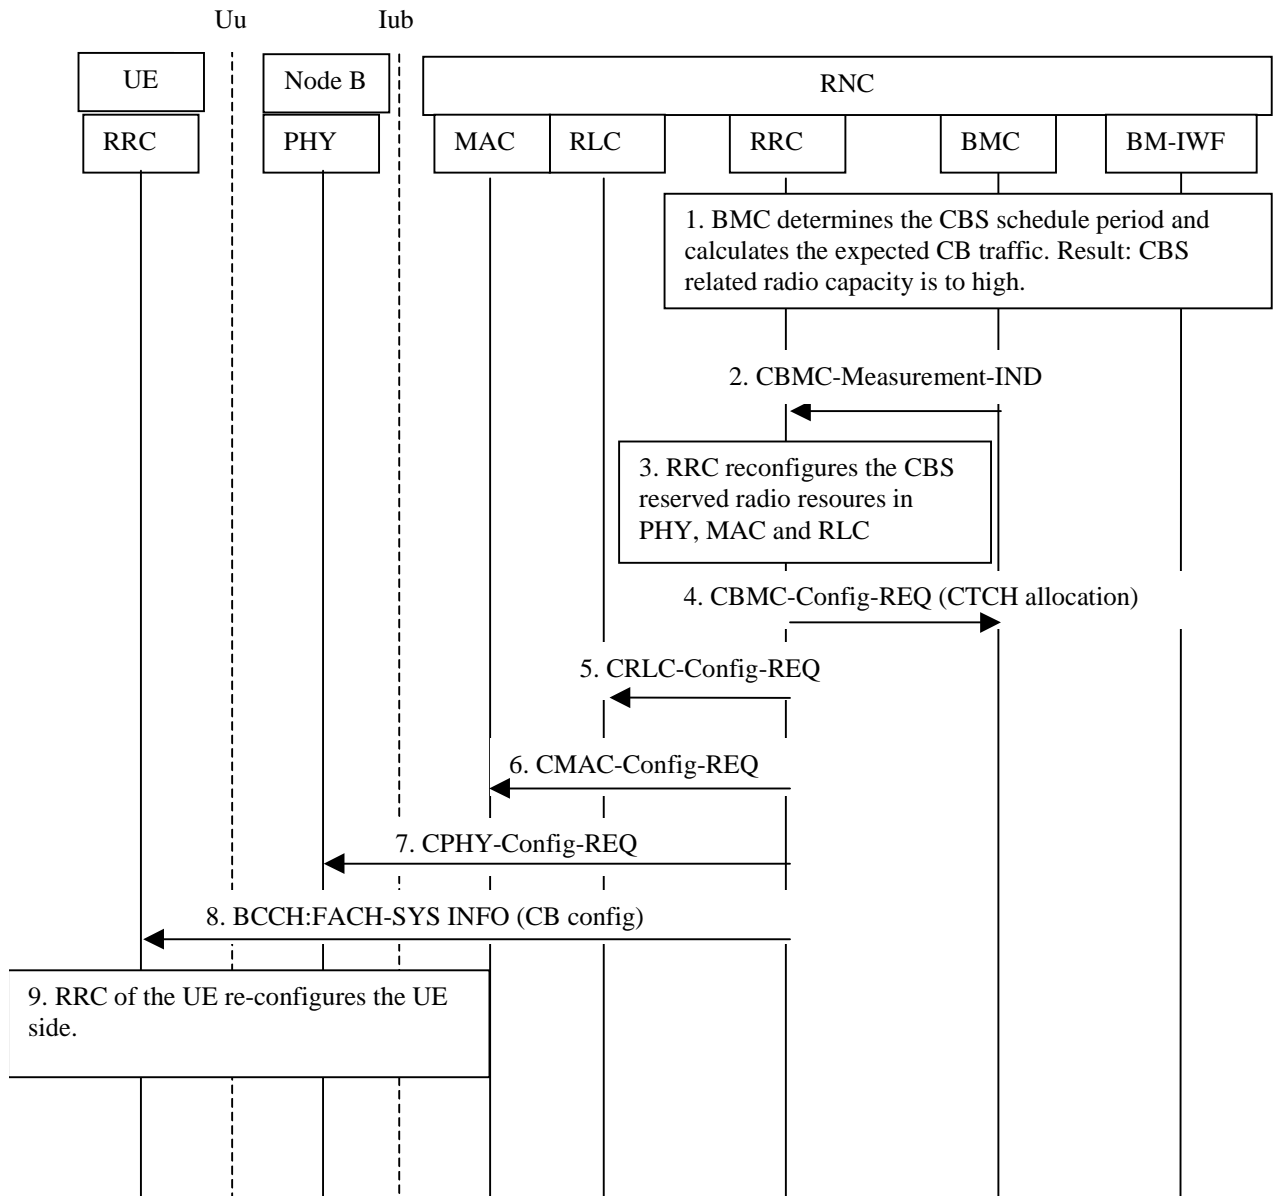 Uu
Iub
UE
Node B
RNC
RRC
PHY
MAC
RLC
RRC
BMC
BM-IWF
1. BMC determines the CBS schedule period and
calculates the expected CB traffic. Result: CBS
related radio capacity is to high.
2. CBMC-Measurement-IND
3. RRC reconfigures the CBS
reserved radio resoures in
PHY, MAC and RLC
4. CBMC-Config-REQ (CTCH allocation)
5. CRLC-Config-REQ
6. CMAC-Config-REQ
7. CPHY-Config-REQ
8. BCCH:FACH-SYS INFO (CB config)
9. RRC of the UE re-configures the UE
side.